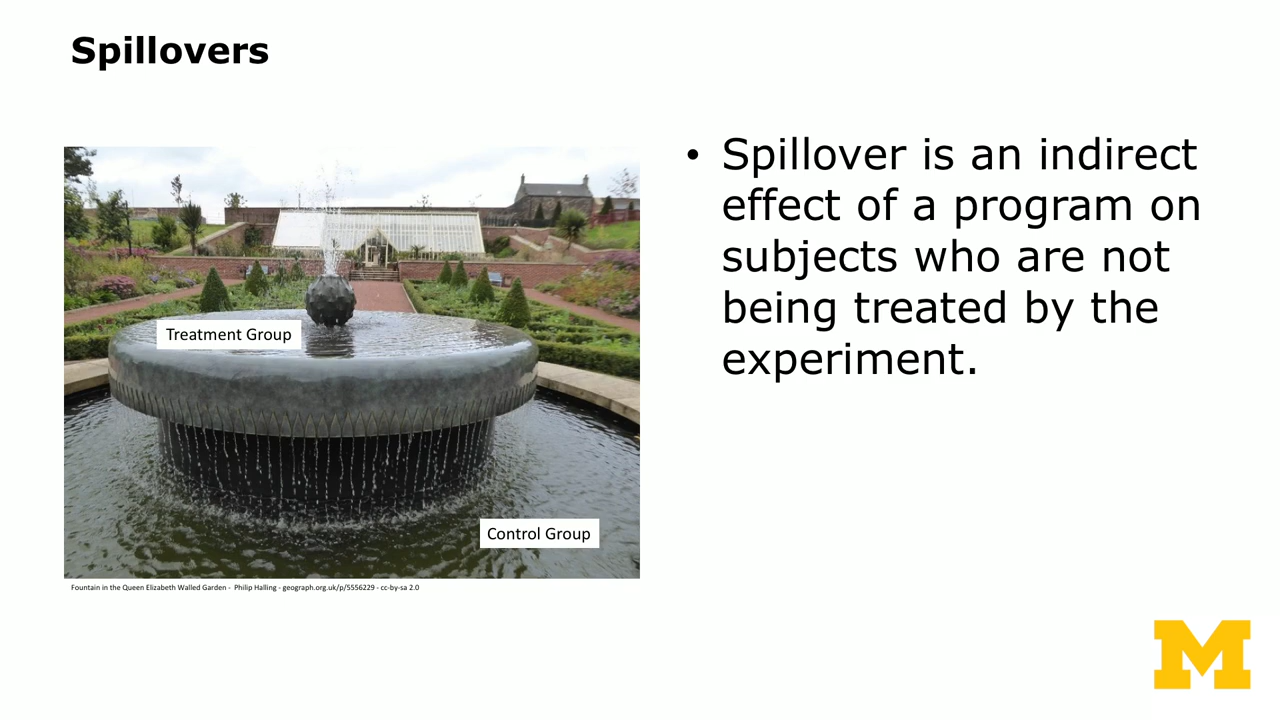 Spillovers
Treatment Group
Control Group
Fountain in the Queen Elizabeth Walled Garden - Philip Halling - geograph.org.uk/p/5556229 - cc-by-sa 2.0
• Spillover is an indirect
effect of a program on
subjects who are not
being treated by the
experiment.
M